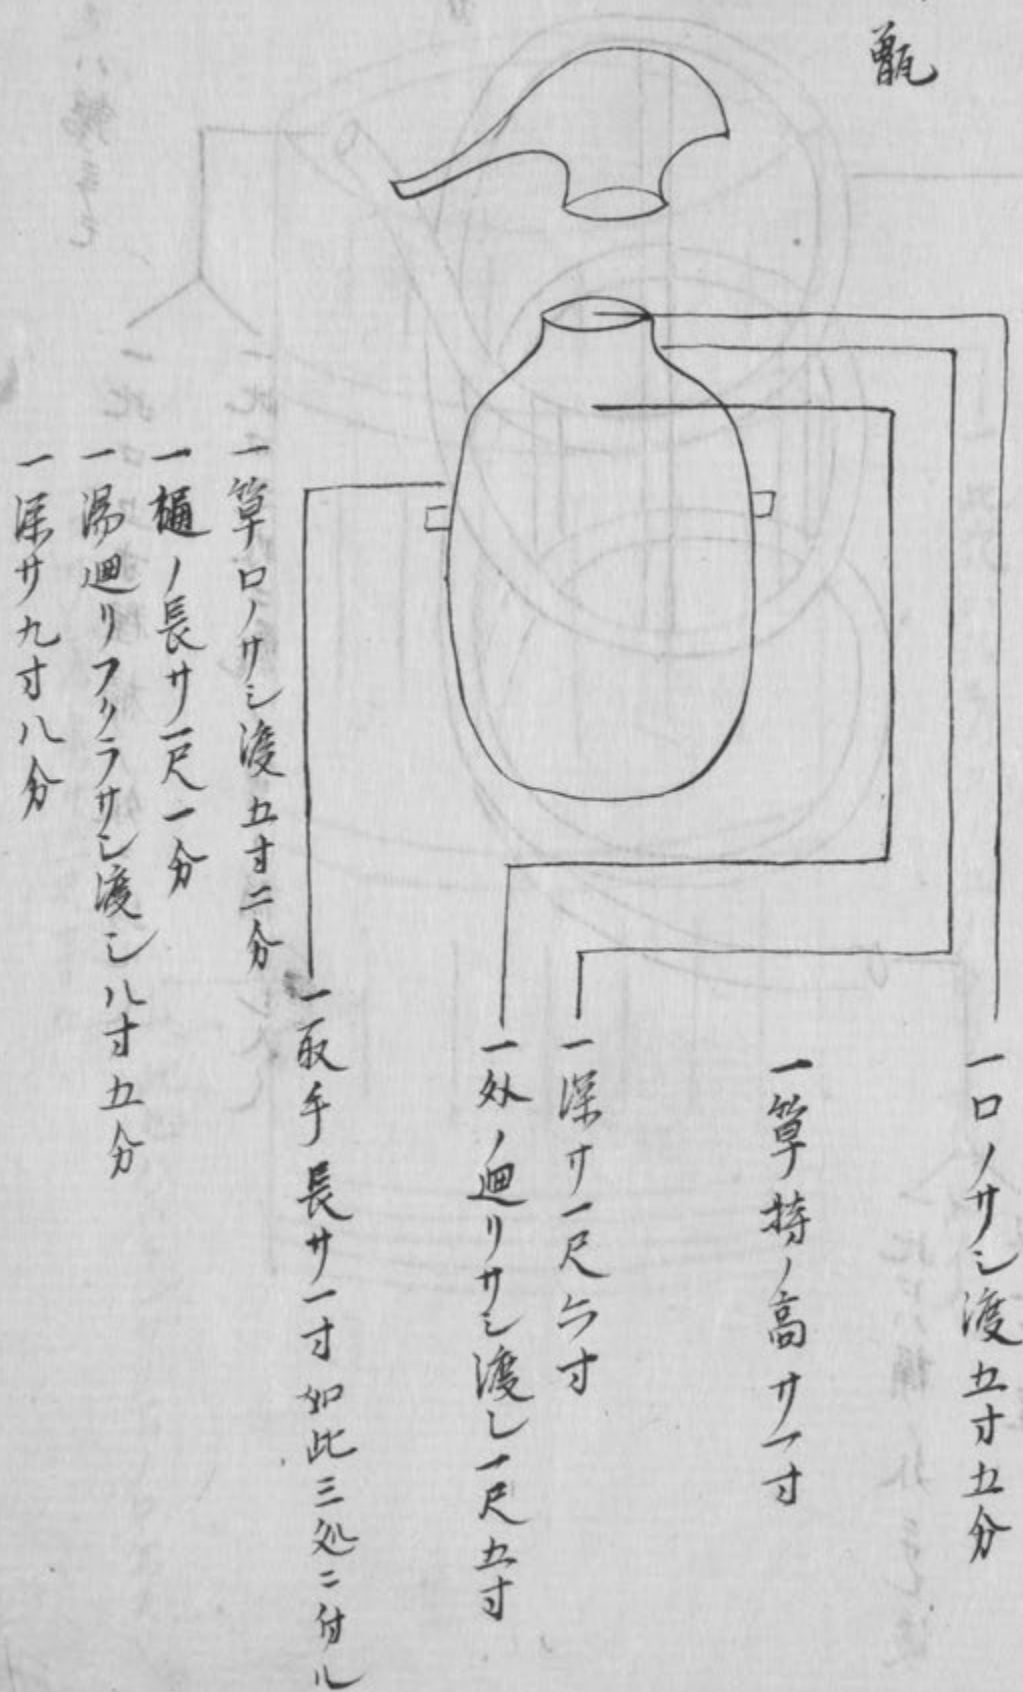 甑
一口ノサシ渡五寸五分
一箪持ノ高サ一寸
一深サ一尺六寸
一外ノ廻リサシ渡し一尺五寸
一取手長サ一寸如此三処ニ付ル
一箪口ノサシ渡五寸二分
一樋ノ長サ一尺一分
一湯廻リフクラサシ渡シ八寸五分
一深サ九寸八分